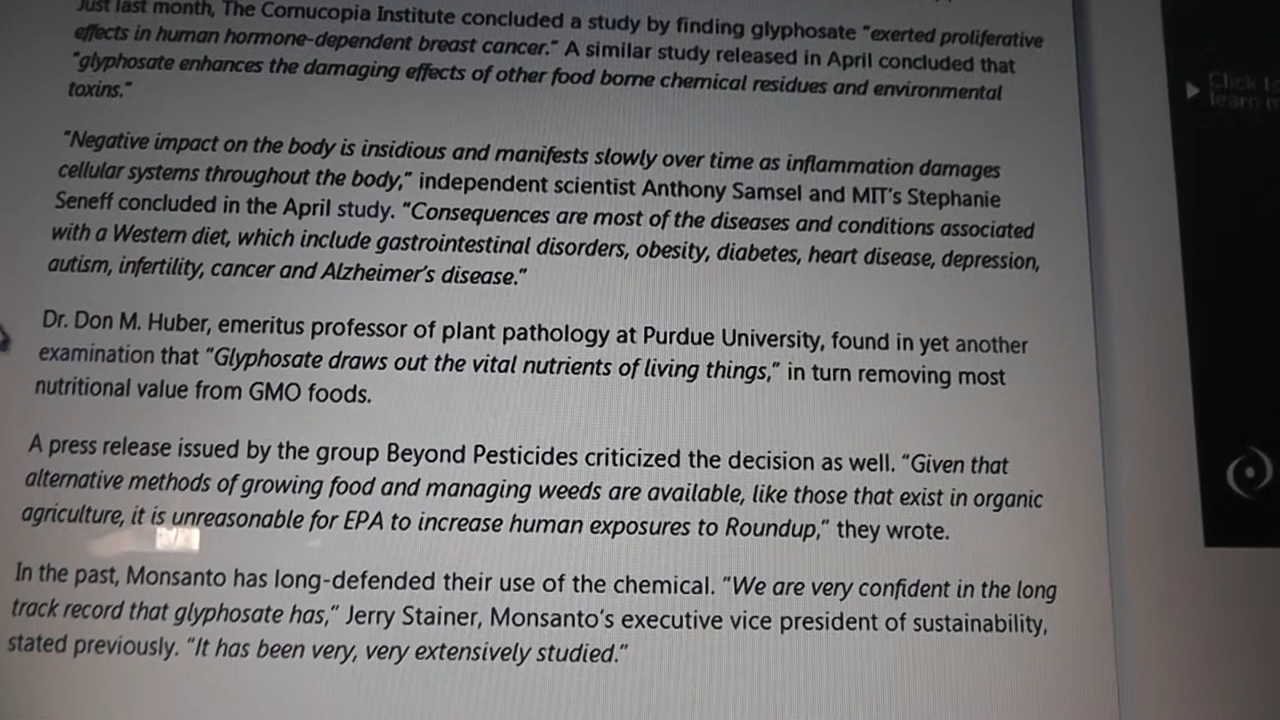 Just last month, The Cornucopia Institute concluded a study by finding glyphosate “exerted proliferative
effects in human hormone-dependent breast cancer.” A similar study released in April concluded that
“glyphosate enhances the damaging effects of other food borne chemical residues and environmental
toxins.”
“Negative impact on the body is insidious and manifests slowly over time as inflammation damages
cellular systems throughout the body,” independent scientist Anthony Samsel and MIT’s Stephanie
Seneff concluded in the April study. “Consequences are most of the diseases and conditions associated
with a Western diet, which include gastrointestinal disorders, obesity, diabetes, heart disease, depression,
autism, infertility, cancer and Alzheimer’s disease.”
Dr. Don M. Huber, emeritus professor of plant pathology at Purdue University, found in yet another
examination that “Glyphosate draws out the vital nutrients of living things,” in turn removing most
nutritional value from GMO foods.
A press release issued by the group Beyond Pesticides criticized the decision as well. “Given that
alternative methods of growing food and managing weeds are available, like those that exist in organic
agriculture, it is unreasonable for EPA to increase human exposures to Roundup,” they wrote.
In the past, Monsanto has long-defended their use of the chemical. “We are very confident in the long
track record that glyphosate has,” Jerry Stainer, Monsanto’s executive vice president of sustainability,
stated previously. “It has been very, very extensively studied.”
Click
learn